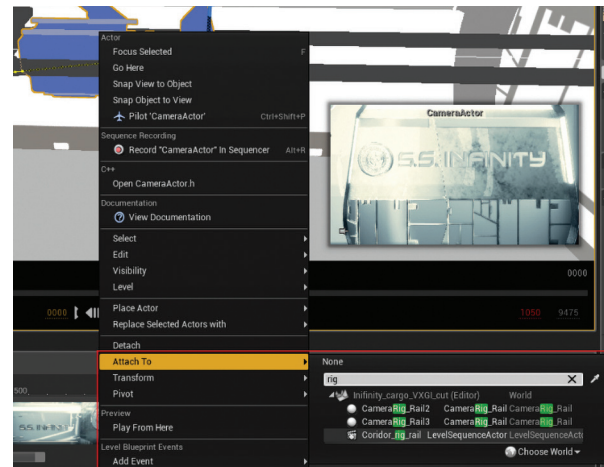 Actor
Focus Selected F
Go Here
Snap View to Object
Snap Object to View
Pilot 'CameraActor' Ctrl+Shift+P
Sequence Recording
Record "CameraActor" In Sequencer Alt+R
C++
Open CameraActor.h
Documentation
View Documentation
Select
Edit
Visibility
Level
Place Actor
Replace Selected Actors with
Detach
Attach To
Transform
Pivot
Preview
Play From Here
Level Blueprint Events
Add Event
CameraActor
S.S. INFINITY
0000
0000
1050 9475
500
None
rig
Infinity_cargo_VXGI_cut (Editor) World
CameraRig_Rail2 CameraRig_Rail CameraRig_Rail
CameraRig_Rail3 CameraRig_Rail CameraRig_Rail
Coridor_rig_rail LevelSequenceActor LevelSequenceActo
Choose World